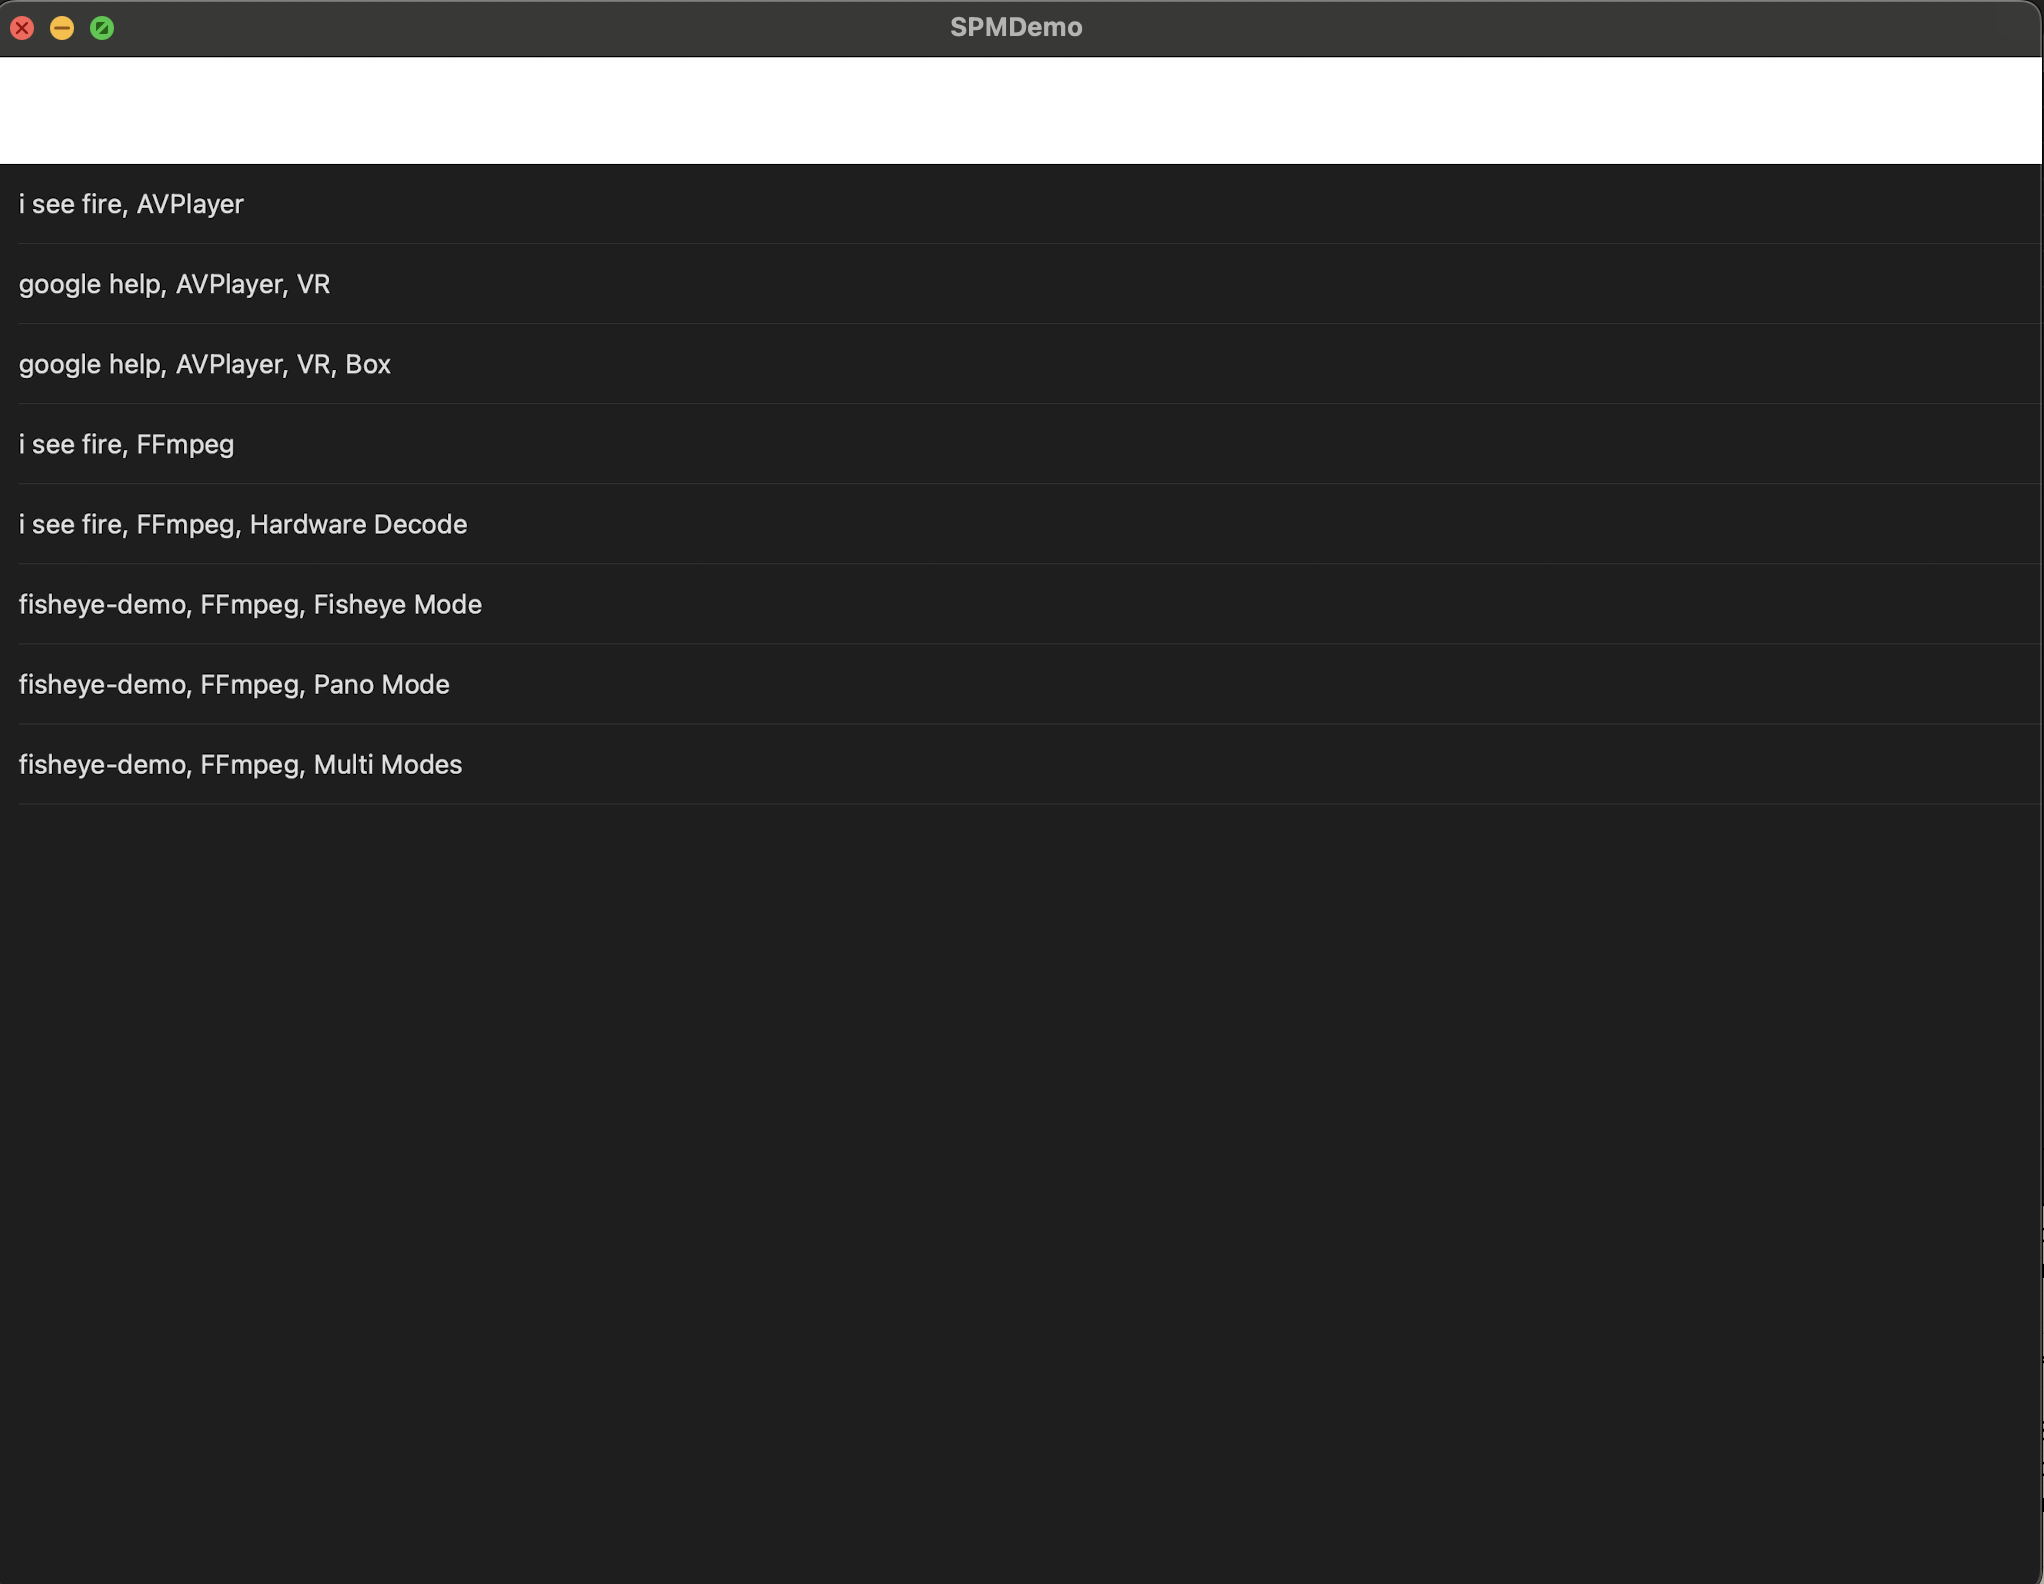 SPMDemo
i see fire, AVPlayer
google help, AVPlayer, VR
google help, AVPlayer, VR, Box
i see fire, FFmpeg
i see fire, FFmpeg, Hardware Decode
fisheye-demo, FFmpeg, Fisheye Mode
fisheye-demo, FFmpeg, Pano Mode
fisheye-demo, FFmpeg, Multi Modes